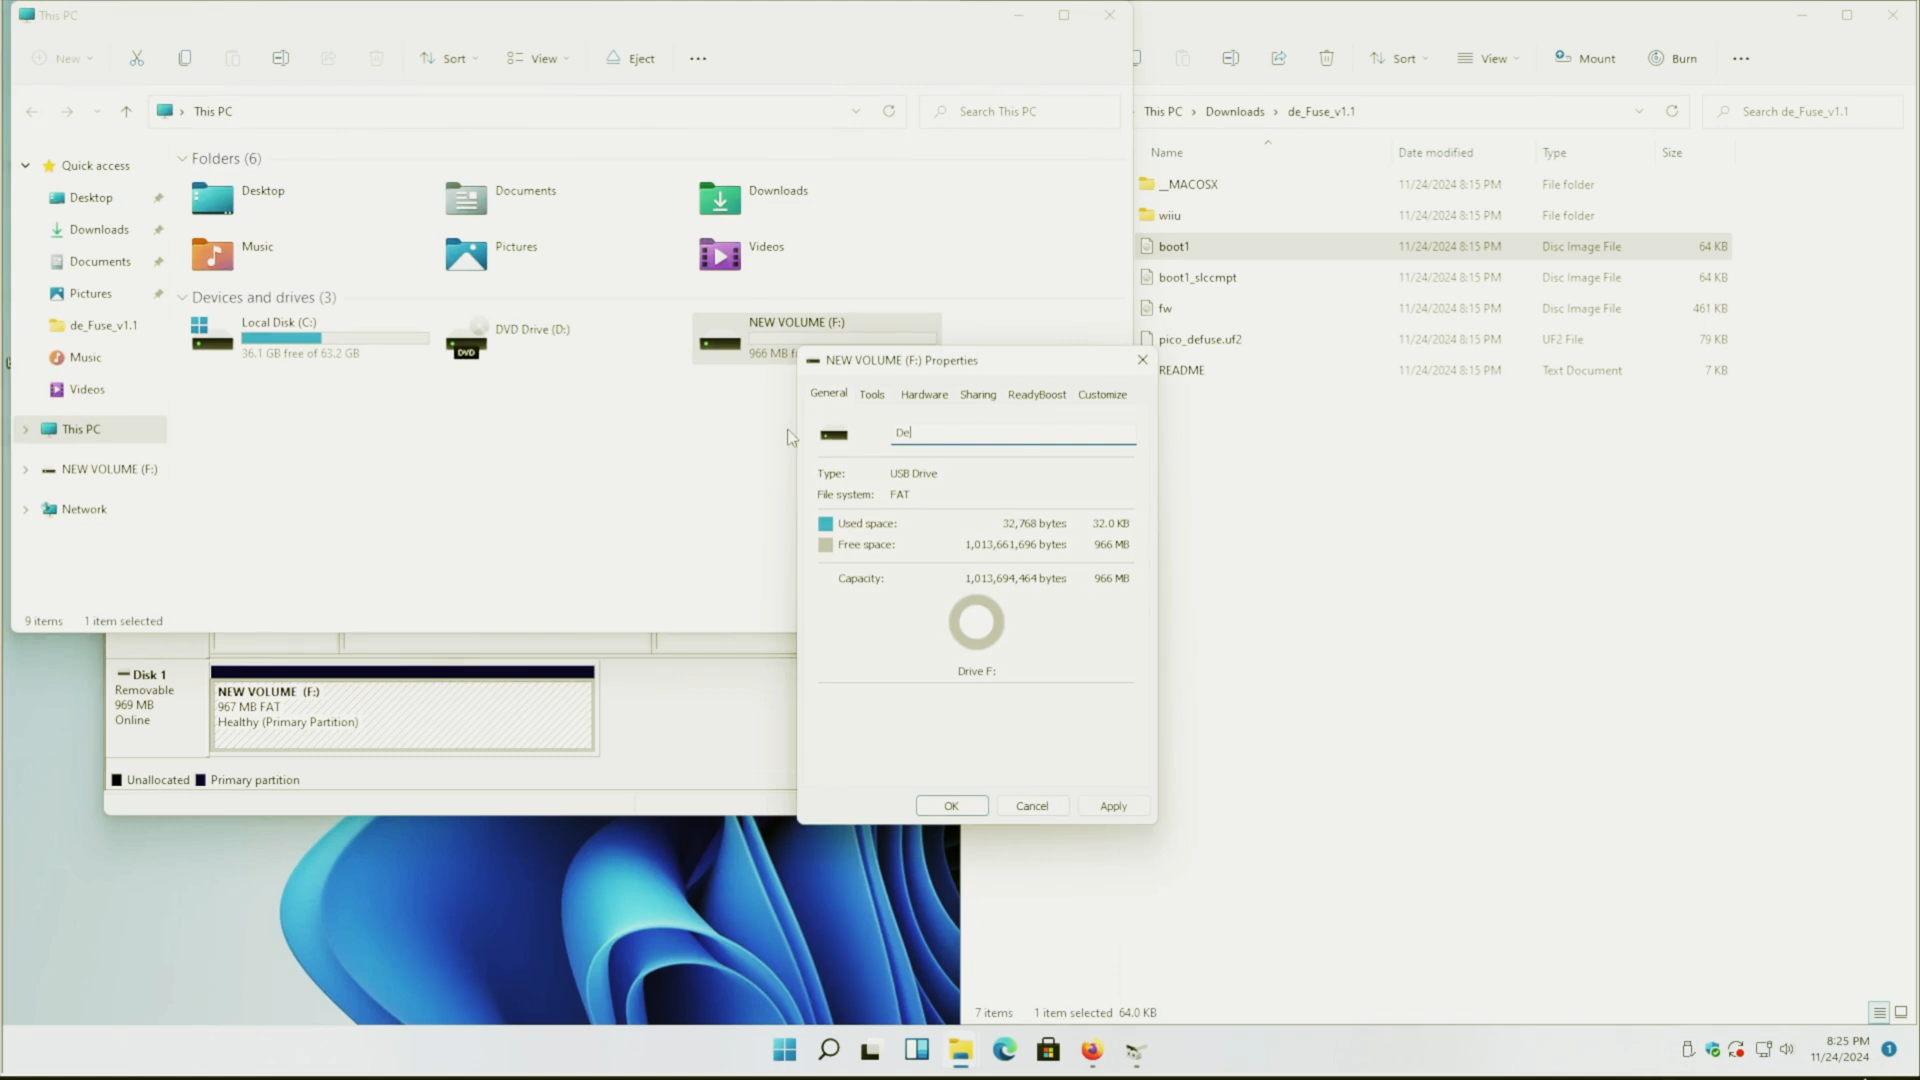 This PC
New
Sort
View
Eject
This PC
Search This PC
Quick access
Desktop
Downloads
Documents
Pictures
de_Fuse_v1.1
Music
Videos
This PC
NEW VOLUME (F:)
Network
Folders (6)
Desktop
Documents
Downloads
Music
Pictures
Videos
Devices and drives (3)
Local Disk (C:)
36.1 GB free of 63.2 GB
DVD
DVD Drive (D:)
NEW VOLUME (F:)
966 MB
9 items 1 item selected
Sort
View
Mount
Burn
This PC > Downloads > de_Fuse_v1.1
Search de_Fuse_v1.1
Name Date modified Type Size
__MACOSX 11/24/2024 8:15 PM File folder
wiiu 11/24/2024 8:15 PM File folder
boot1 11/24/2024 8:15 PM Disc Image File 64 KB
boot1_slccmpt 11/24/2024 8:15 PM Disc Image File 64 KB
fw 11/24/2024 8:15 PM Disc Image File 461 KB
pico_defuse.uf2 11/24/2024 8:15 PM UF2 File 79 KB
README 11/24/2024 8:15 PM Text Document 7 KB
7 items 1 item selected 64.0 KB
NEW VOLUME (F:) Properties
General Tools Hardware Sharing ReadyBoost Customize
De
Type: USB Drive
File system: FAT
Used space: 32,768 bytes 32.0 KB
Free space: 1,013,661,696 bytes 966 MB
Capacity: 1,013,694,464 bytes 966 MB
Drive F:
OK Cancel Apply
Disk 1
Removable
969 MB
Online
NEW VOLUME (F:)
967 MB FAT
Healthy (Primary Partition)
Unallocated Primary partition
8:25 PM
11/24/2024
1